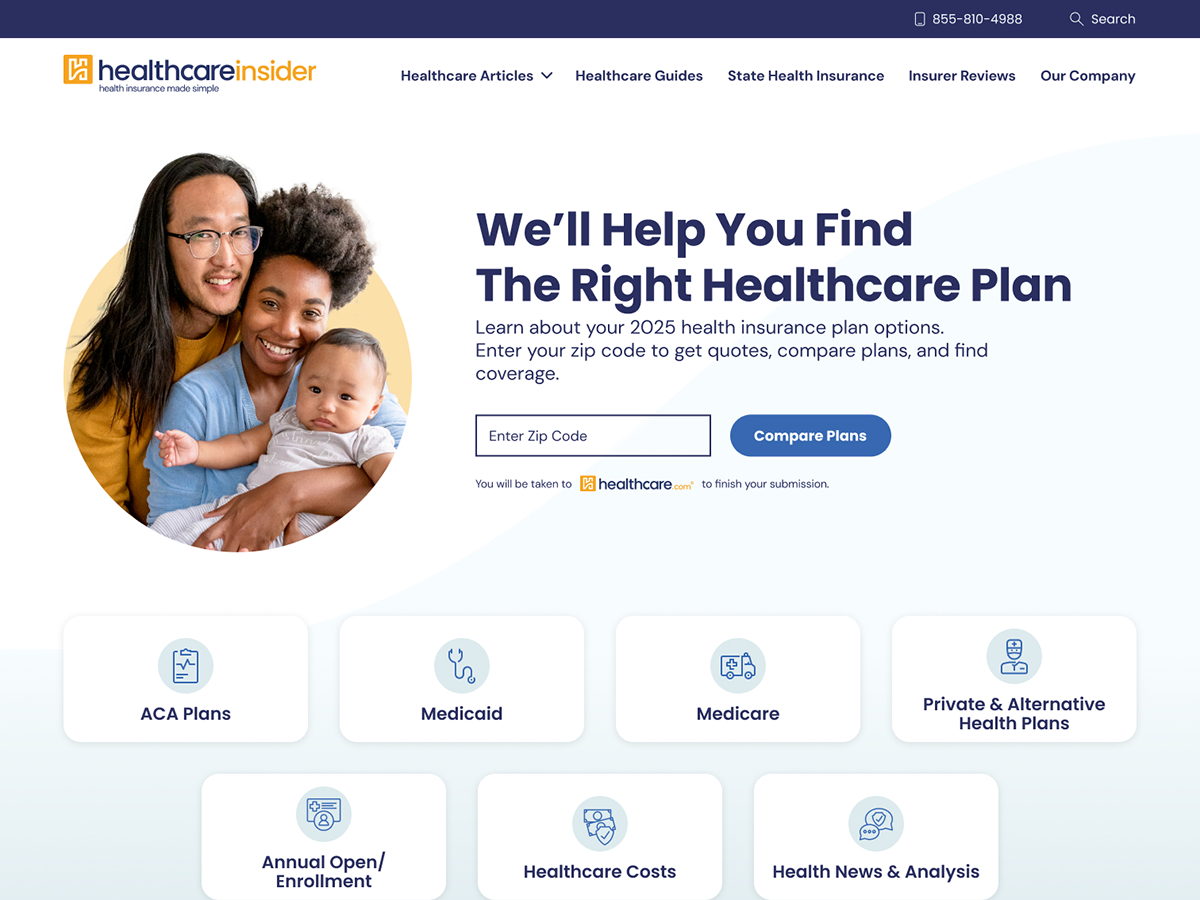 855-810-4988 Search
healthcareinsider
health insurance made simple
Healthcare Articles Healthcare Guides State Health Insurance Insurer Reviews Our Company
We’ll Help You Find
The Right Healthcare Plan
Learn about your 2025 health insurance plan options.
Enter your zip code to get quotes, compare plans, and find
coverage.
Enter Zip Code Compare Plans
You will be taken to healthcare.com® to finish your submission.
ACA Plans
Medicaid
Medicare
Private & Alternative
Health Plans
Annual Open/
Enrollment
Healthcare Costs
Health News & Analysis